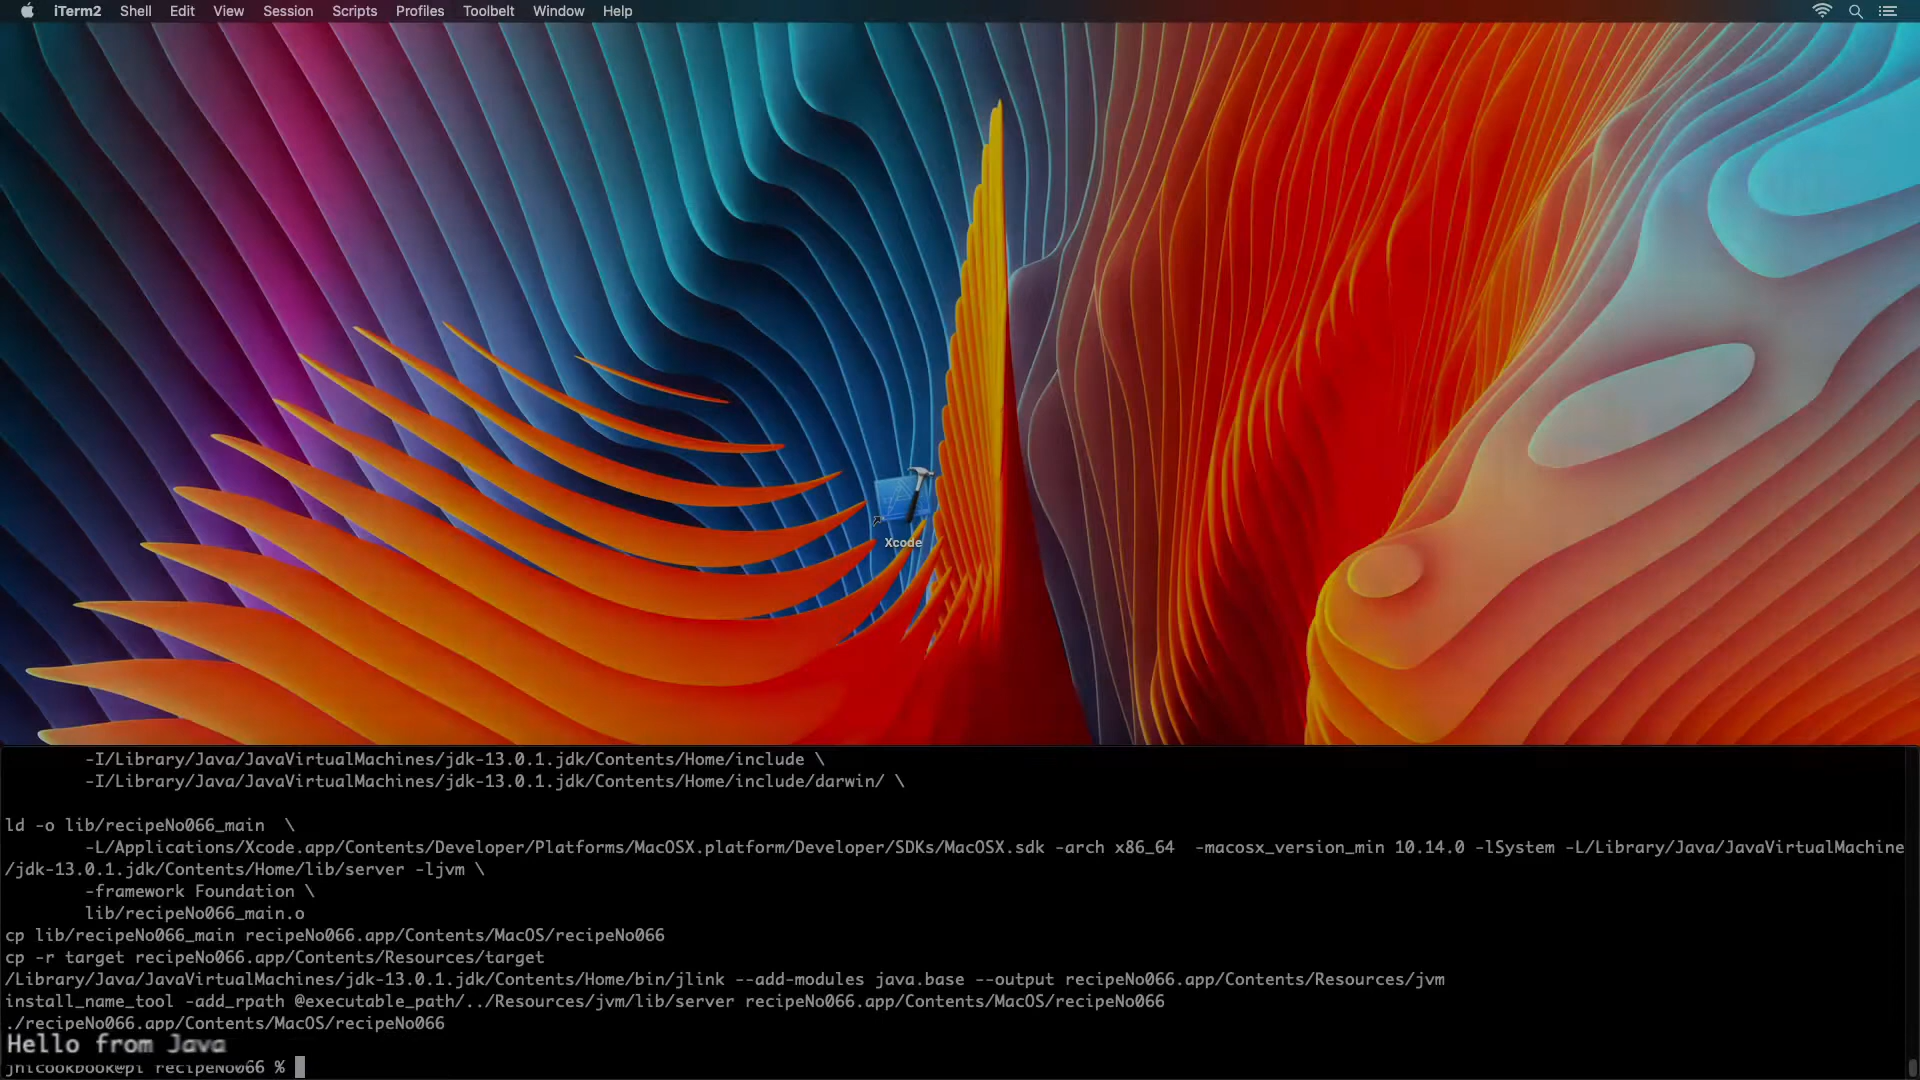 iTerm2 Shell Edit View Session Scripts Profiles Toolbelt Window Help
Xcode
-I/Library/Java/JavaVirtualMachines/jdk-13.0.1.jdk/Contents/Home/include \
-I/Library/Java/JavaVirtualMachines/jdk-13.0.1.jdk/Contents/Home/include/darwin/ \
ld -o lib/recipeNo066_main  \
-L/Applications/Xcode.app/Contents/Developer/Platforms/MacOSX.platform/Developer/SDKs/MacOSX.sdk -arch x86_64  -macosx_version_min 10.14.0 -lSystem -L/Library/Java/JavaVirtualMachine
/jdk-13.0.1.jdk/Contents/Home/lib/server -ljvm \
-framework Foundation \
lib/recipeNo066_main.o
cp lib/recipeNo066_main recipeNo066.app/Contents/MacOS/recipeNo066
cp -r target recipeNo066.app/Contents/Resources/target
/Library/Java/JavaVirtualMachines/jdk-13.0.1.jdk/Contents/Home/bin/jlink --add-modules java.base --output recipeNo066.app/Contents/Resources/jvm
install_name_tool -add_rpath @executable_path/../Resources/jvm/lib/server recipeNo066.app/Contents/MacOS/recipeNo066
./recipeNo066.app/Contents/MacOS/recipeNo066
Hello from Java
jnicookbook@pi recipeNo066 %